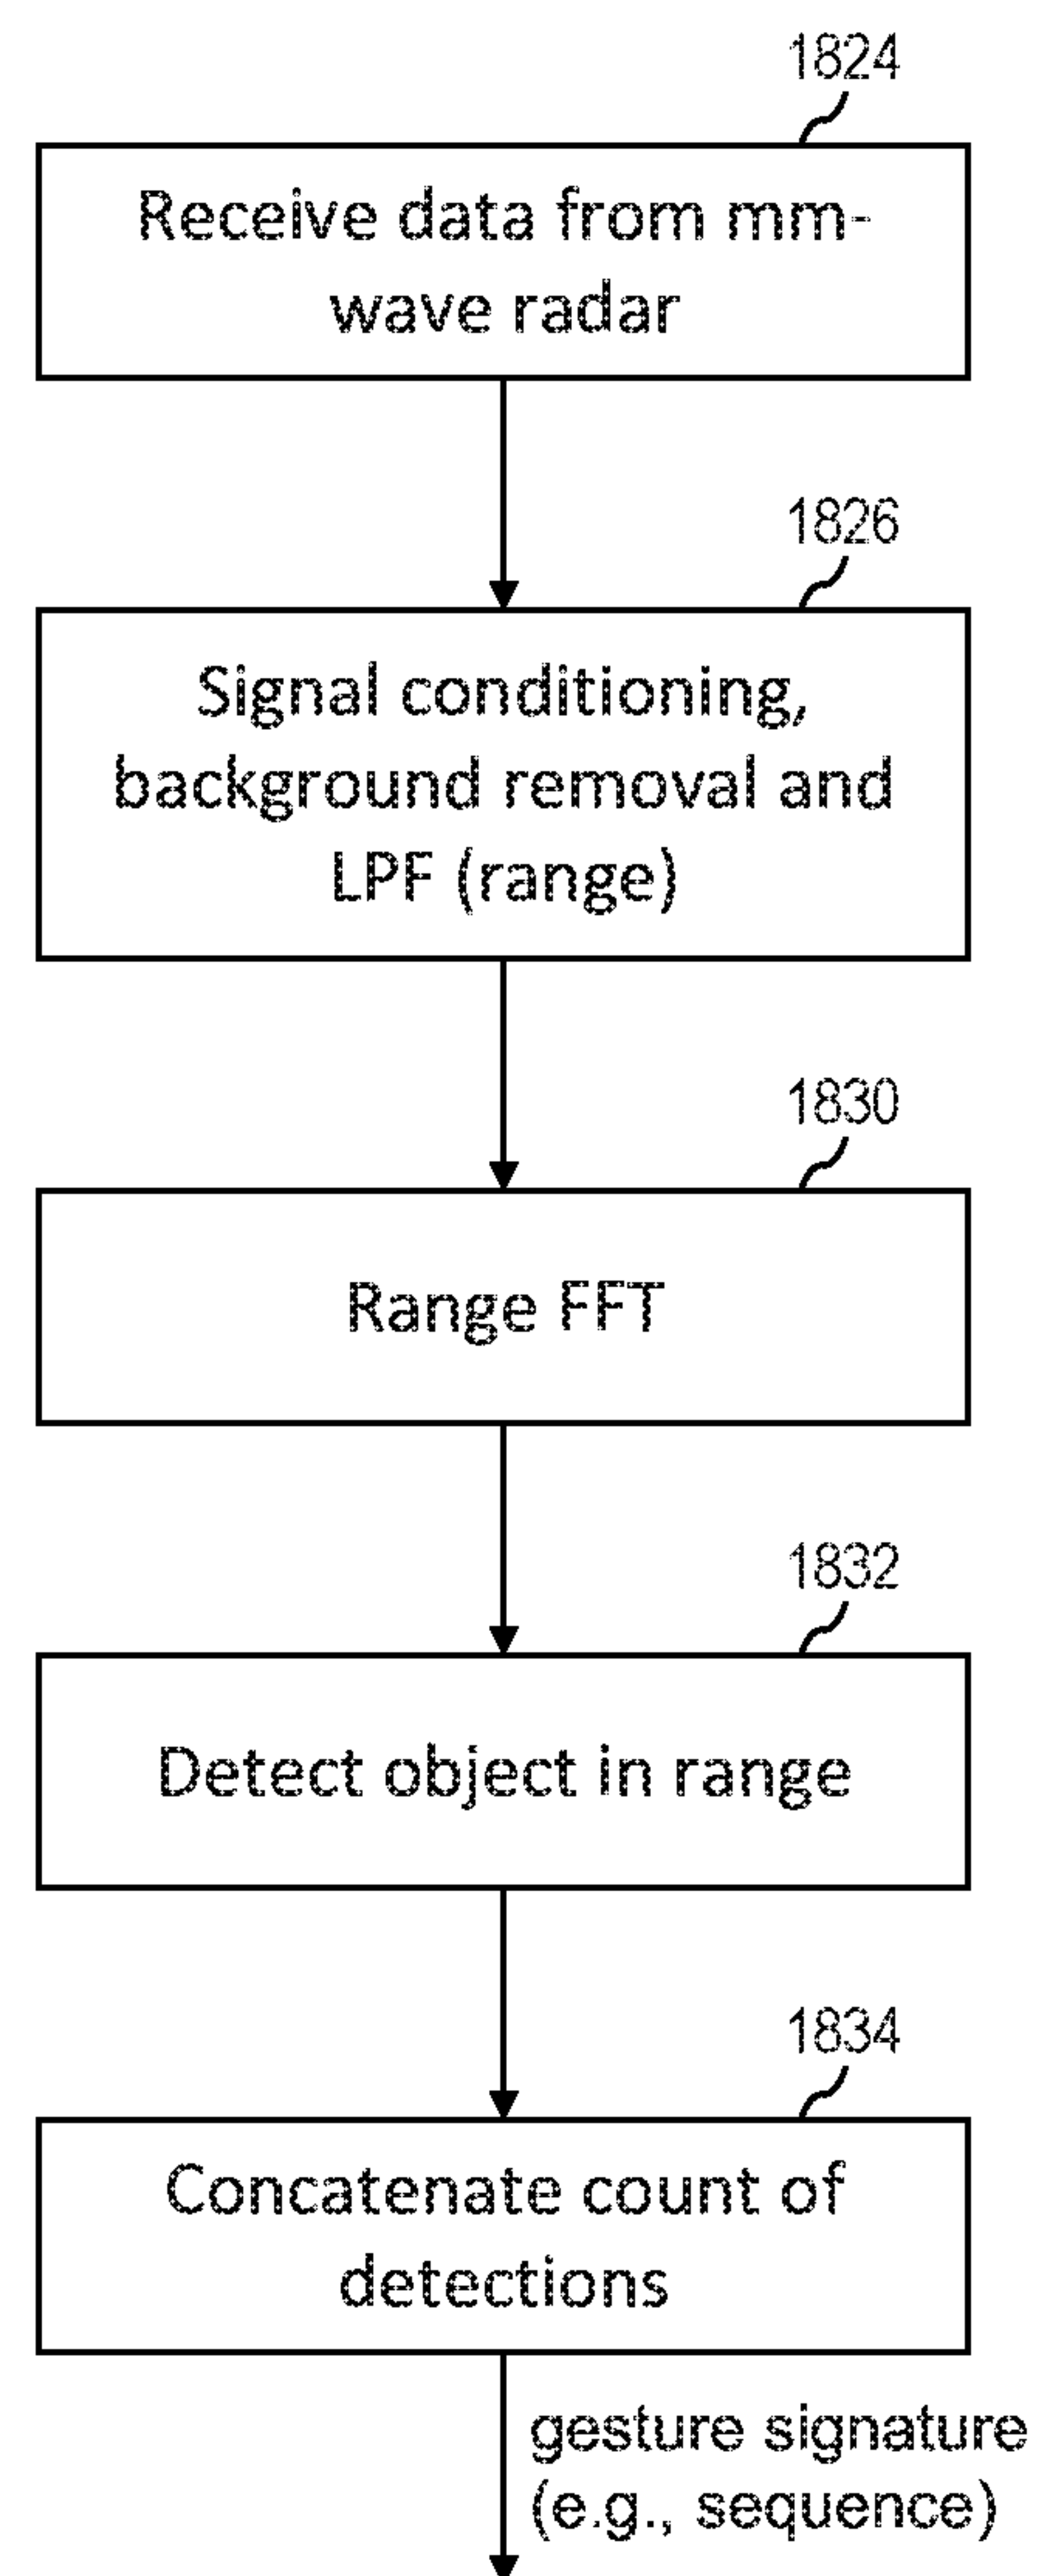 1824
Receive data from mm-
wave radar
1826
Signal conditioning,
background removal and
LPF (range)
1830
Range FFT
1832
Detect object in range
1834
Concatenate count of
detections
gesture signature
(e.g., sequence)